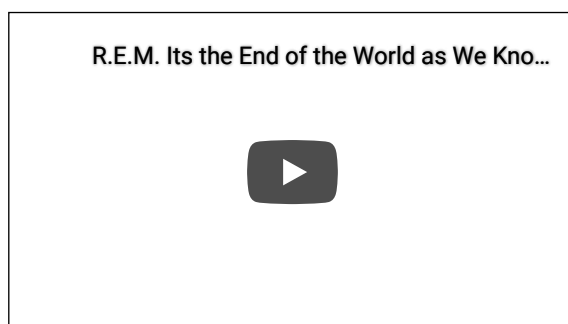 R.E.M. Its the End of the World as We Kno...